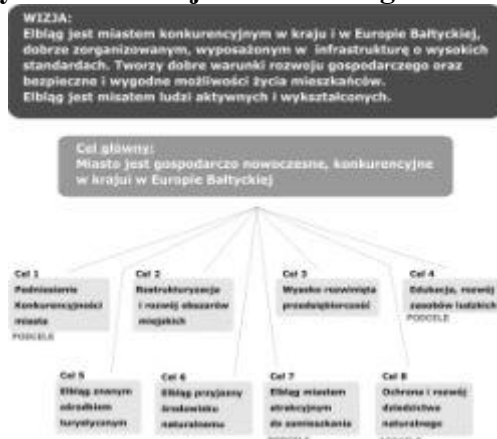 WIZJA:
Elbląg jest miastem konkurencyjnym w kraju i w Europie Bałtyckiej,
dobrze zorganizowanym, wyposażonym w infrastrukturę o wysokich
standardach. Tworzy dobre warunki rozwoju gospodarczego oraz
bezpieczne i wygodne możliwości życia mieszkańców.
Elbląg jest misatem ludzi aktywnych i wykształconych.
Cel główny:
Miasto jest gospodarczo nowoczesne, konkurencyjne
w krajui w Europie Bałtyckiej
Cel 1
Podniesienie
Konkurencyjności
miasta
PODCELE
Cel 2
Restrukturyzacja
i rozwój obszarów
miejskich
Cel 3
Wysoko rozwinięta
przedsiębiorczość
Cel 4
Edukacja, rozwój
zasobów ludzkich
PODCELE
Cel 5
Elbląg znanym
ośrodkiem
turystycznym
Cel 6
Elbląg przyjazny
środowisku
naturalnemu
Cel 7
Elbląg miastem
atrakcyjnym
do zamieszkania
Cel 8
Ochrona i rozwój
dziedzictwa
naturalnego